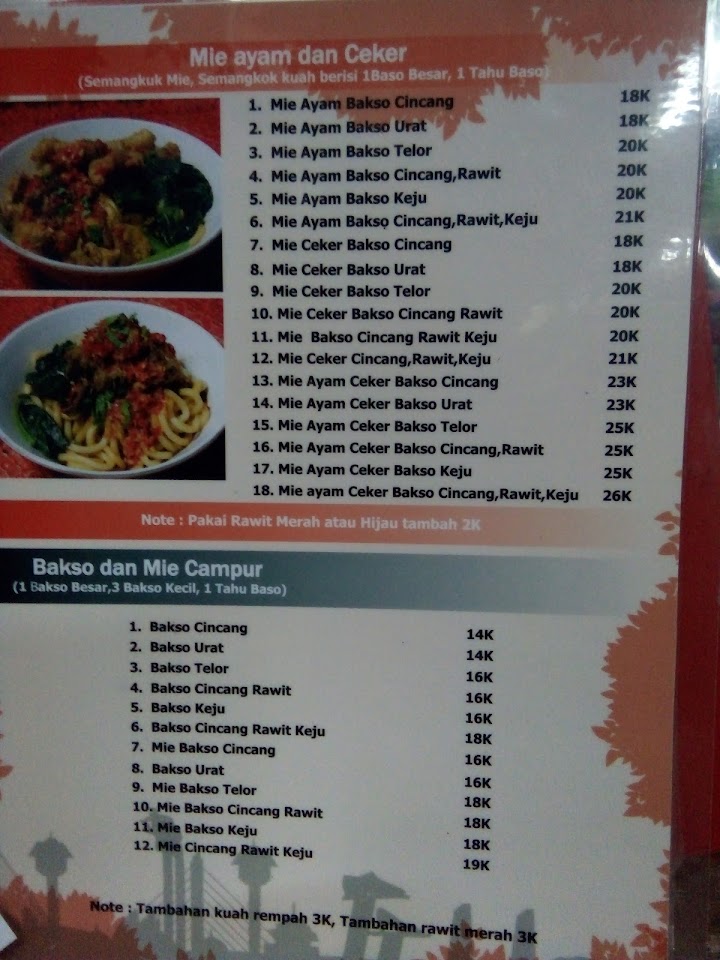 Mie ayam dan Ceker
(Semangkuk Mie, Semangkok kuah berisi 1Baso Besar, 1 Tahu Baso)
1. Mie Ayam Bakso Cincang 18K
2. Mie Ayam Bakso Urat 18K
3. Mie Ayam Bakso Telor 20K
4. Mie Ayam Bakso Cincang,Rawit 20K
5. Mie Ayam Bakso Keju 20K
6. Mie Ayam Bakso Cincang,Rawit,Keju 21K
7. Mie Ceker Bakso Cincang 18K
8. Mie Ceker Bakso Urat 18K
9. Mie Ceker Bakso Telor 20K
10. Mie Ceker Bakso Cincang Rawit 20K
11. Mie Bakso Cincang Rawit Keju 20K
12. Mie Ceker Cincang,Rawit,Keju 21K
13. Mie Ayam Ceker Bakso Cincang 23K
14. Mie Ayam Ceker Bakso Urat 23K
15. Mie Ayam Ceker Bakso Telor 25K
16. Mie Ayam Ceker Bakso Cincang,Rawit 25K
17. Mie Ayam Ceker Bakso Keju 25K
18. Mie ayam Ceker Bakso Cincang,Rawit,Keju 26K
Note : Pakai Rawit Merah atau Hijau tambah 2K
Bakso dan Mie Campur
(1 Bakso Besar,3 Bakso Kecil, 1 Tahu Baso)
1. Bakso Cincang 14K
2. Bakso Urat 14K
3. Bakso Telor 16K
4. Bakso Cincang Rawit 16K
5. Bakso Keju 16K
6. Bakso Cincang Rawit Keju 18K
7. Mie Bakso Cincang 16K
8. Bakso Urat 16K
9. Mie Bakso Telor 18K
10. Mie Bakso Cincang Rawit 18K
11. Mie Bakso Keju 18K
12. Mie Cincang Rawit Keju 19K
Note : Tambahan kuah rempah 3K, Tambahan rawit merah 3K